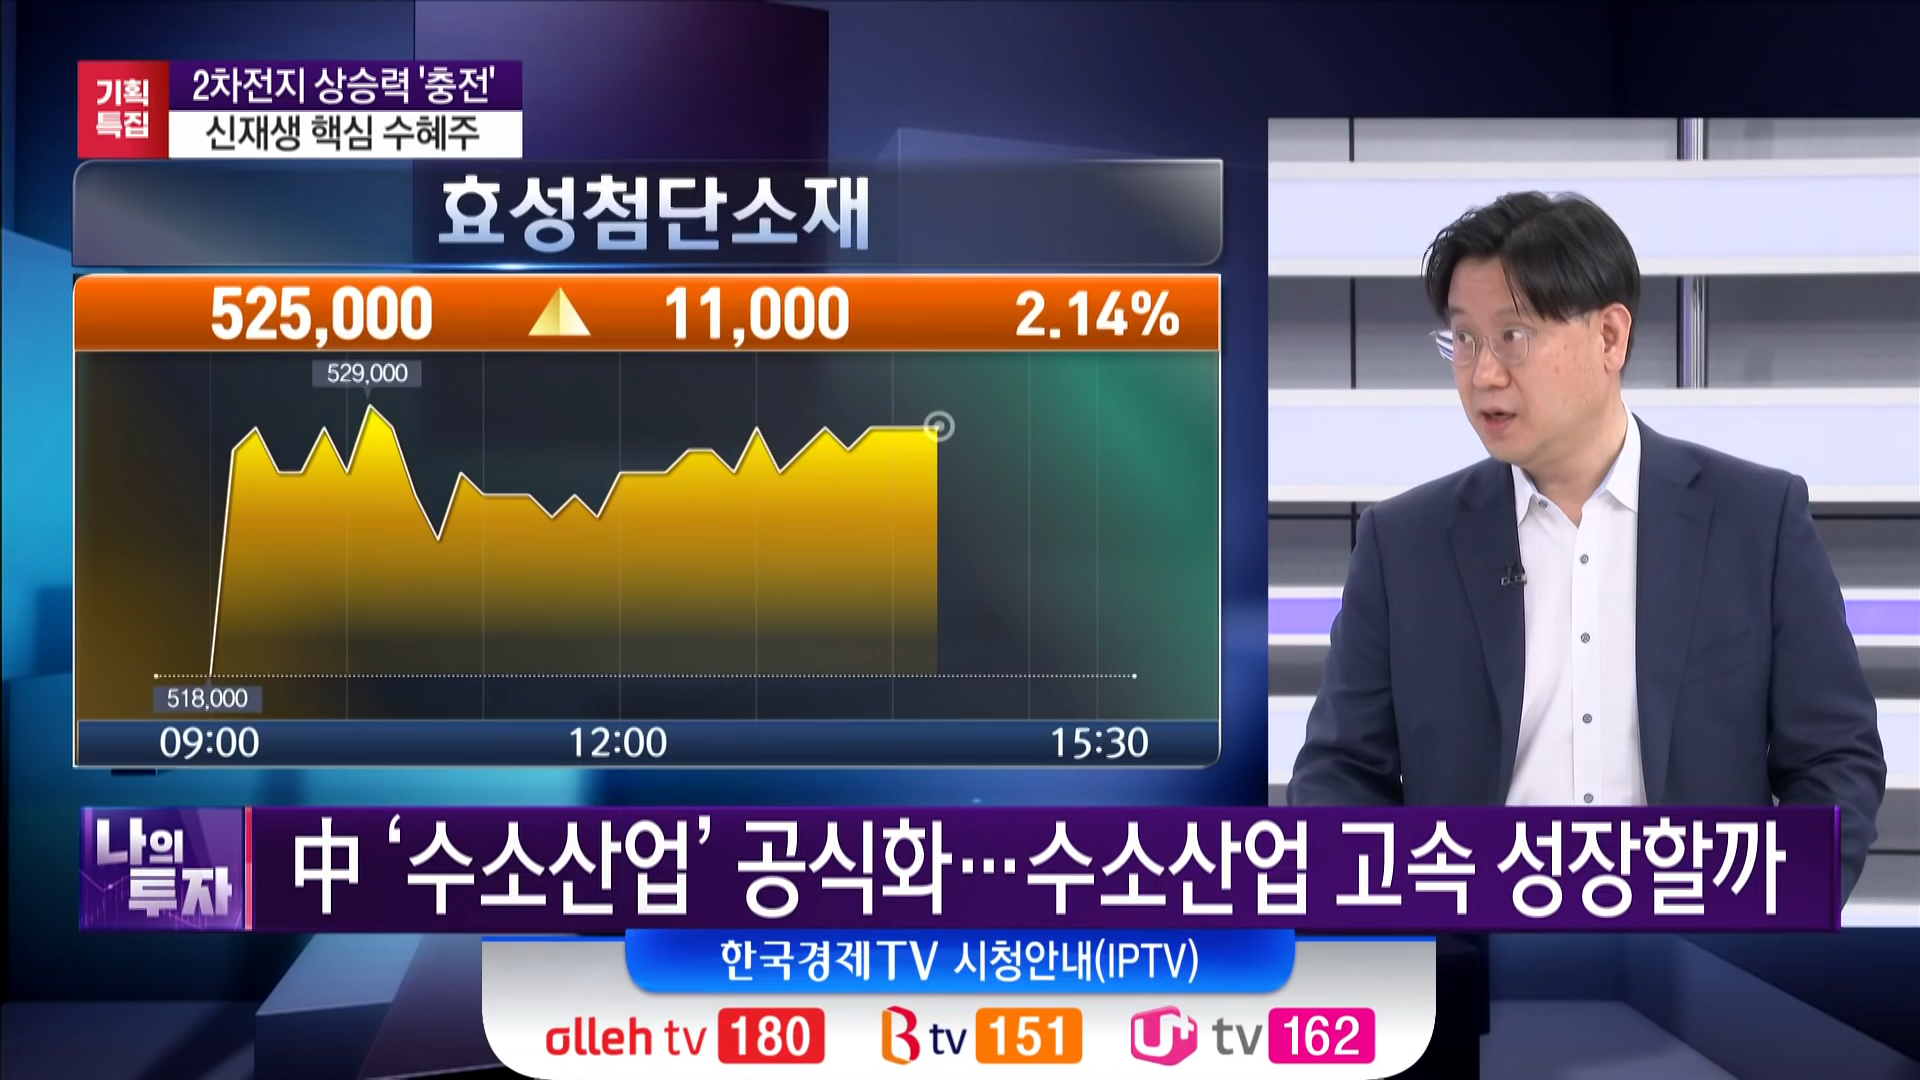 기획
특집
2차전지 상승력 '충전'
신재생 핵심 수혜주
효성첨단소재
525,000 ▲ 11,000 2.14%
529,000
518,000
09:00 12:00 15:30
나의
투자
中 ‘수소산업’ 공식화…수소산업 고속 성장할까
한국경제TV 시청안내(IPTV)
olleh tv 180 B tv 151 U+ tv 162